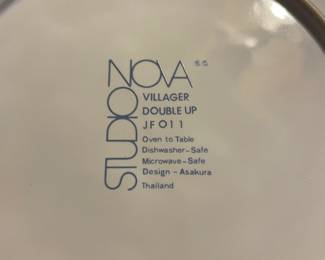 STUDIO NOVA S.S
VILLAGER
DOUBLE UP
JF011
Oven to Table
Dishwasher-Safe
Microwave-Safe
Design - Asakura
Thailand